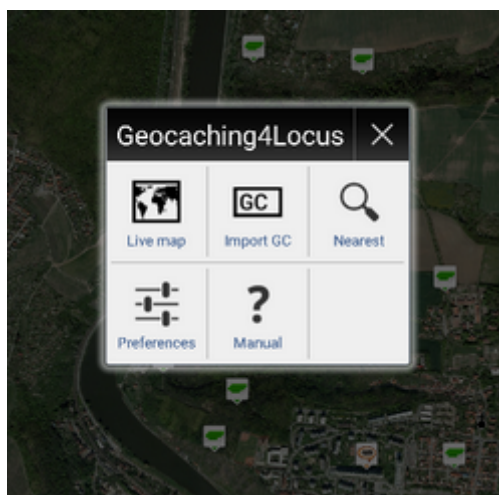 Geocaching4Locus
Live map
GC
Import GC
Nearest
Preferences
?
Manual